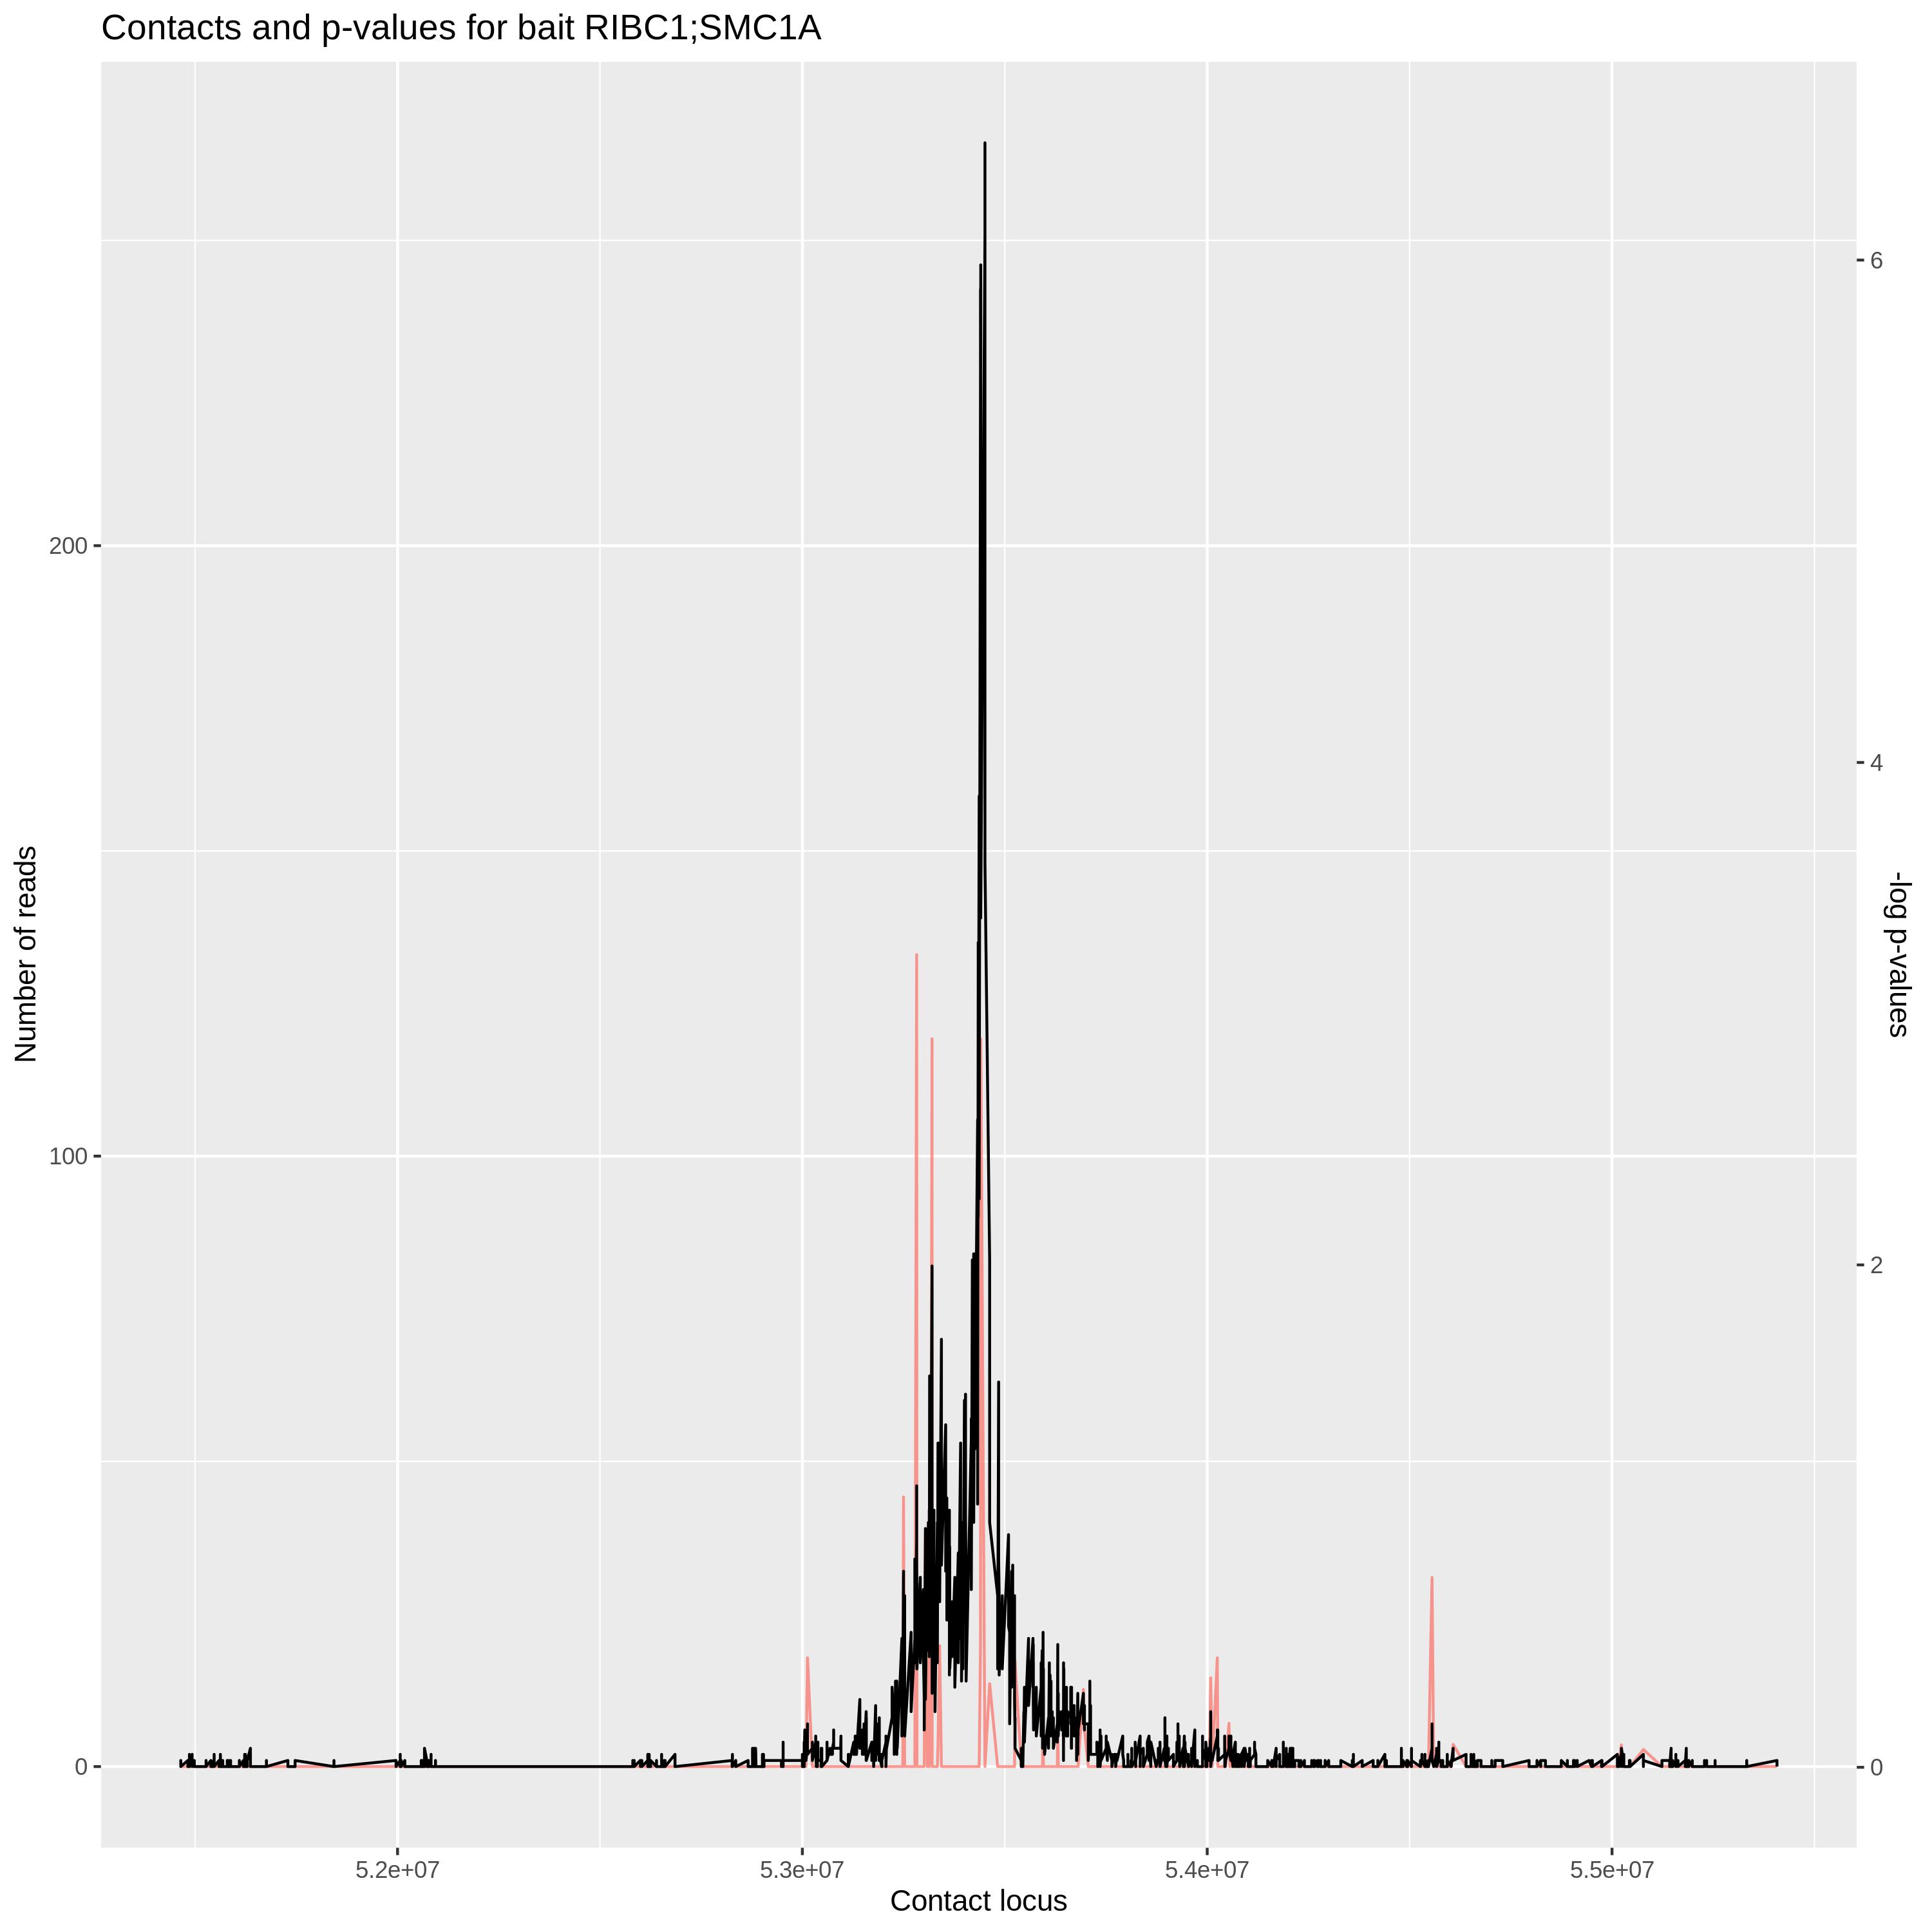 Contacts and p-values for bait RIBC1;SMC1A
Number of reads
200
100
0
6
4
2
0
-log p-values
5.2e+07
5.3e+07
5.4e+07
5.5e+07
Contact locus